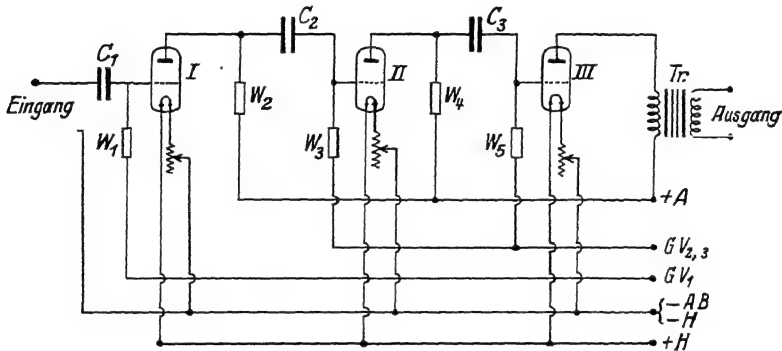 C1
I
C2
II
C3
III
Tr.
Eingang
W1
W2
W3
W4
W5
Ausgang
+A
GV2,3
GV1
-AB
-H
+H